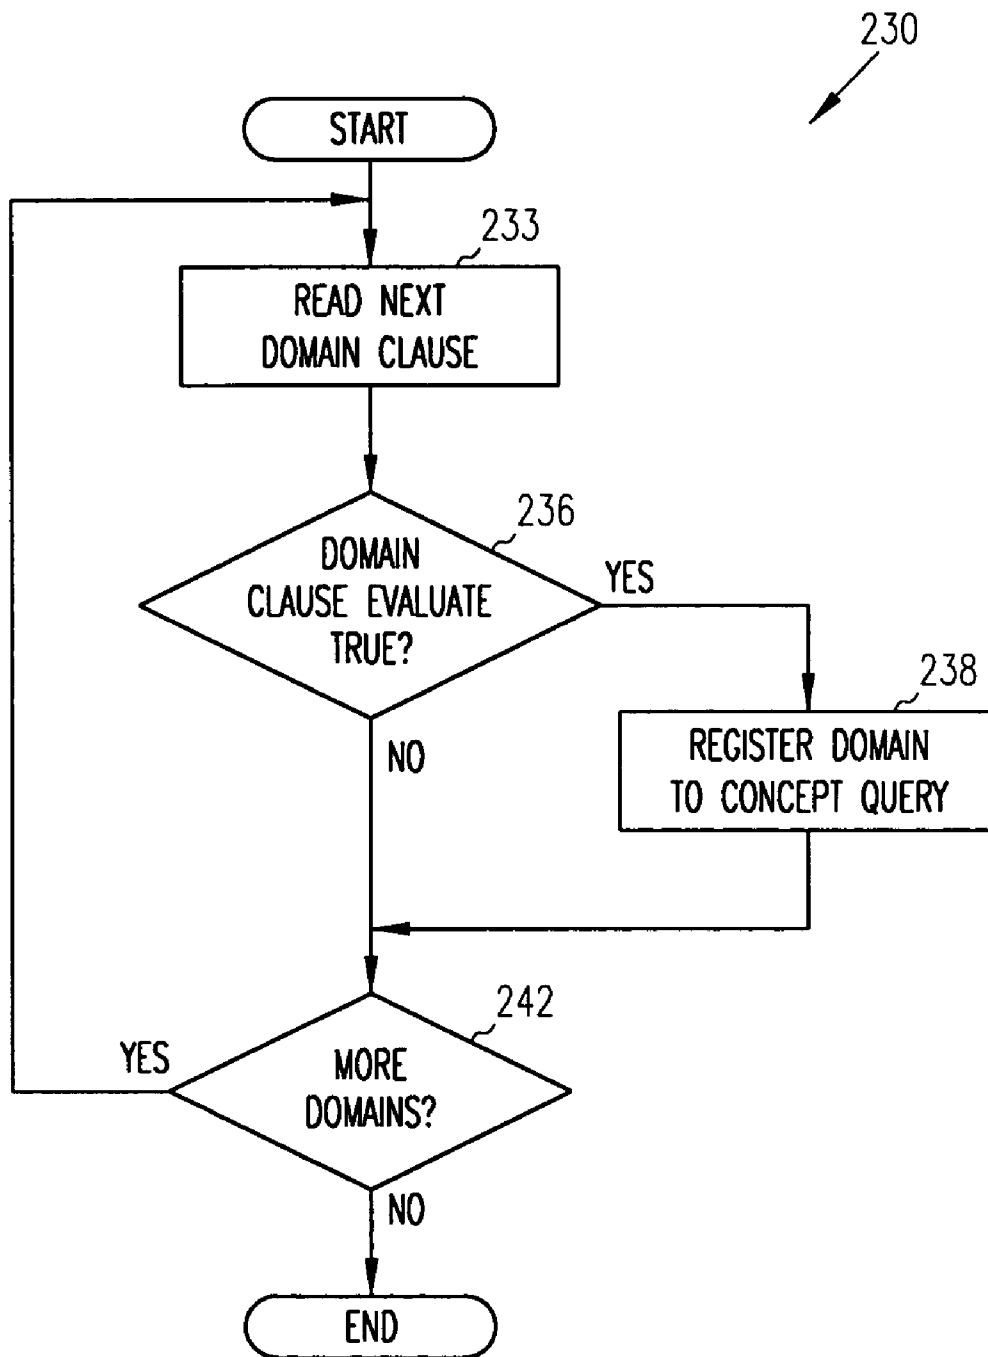 230
START
233
READ NEXT
DOMAIN CLAUSE
236
DOMAIN
CLAUSE EVALUATE
TRUE?
YES
NO
238
REGISTER DOMAIN
TO CONCEPT QUERY
242
YES
MORE
DOMAINS?
NO
END